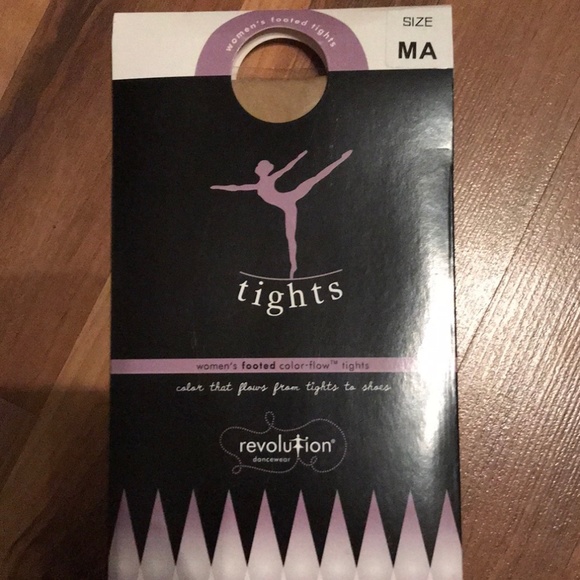 women's footed tights
SIZE
MA
tights
women's footed color-flow™ tights
color that flows from tights to shoes
revolution®
dancewear